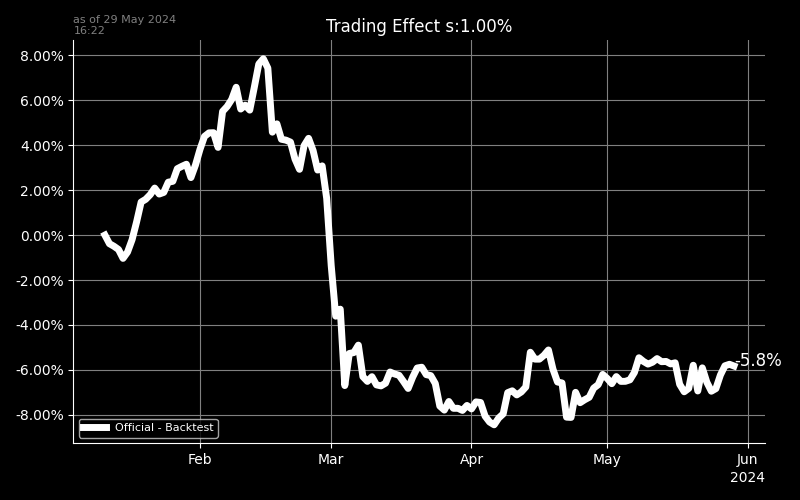 as of 29 May 2024
16:22
Trading Effect s:1.00%
8.00%
6.00%
4.00%
2.00%
0.00%
-2.00%
-4.00%
-6.00%
-8.00%
-5.8%
Official - Backtest
Feb
Mar
Apr
May
Jun
2024